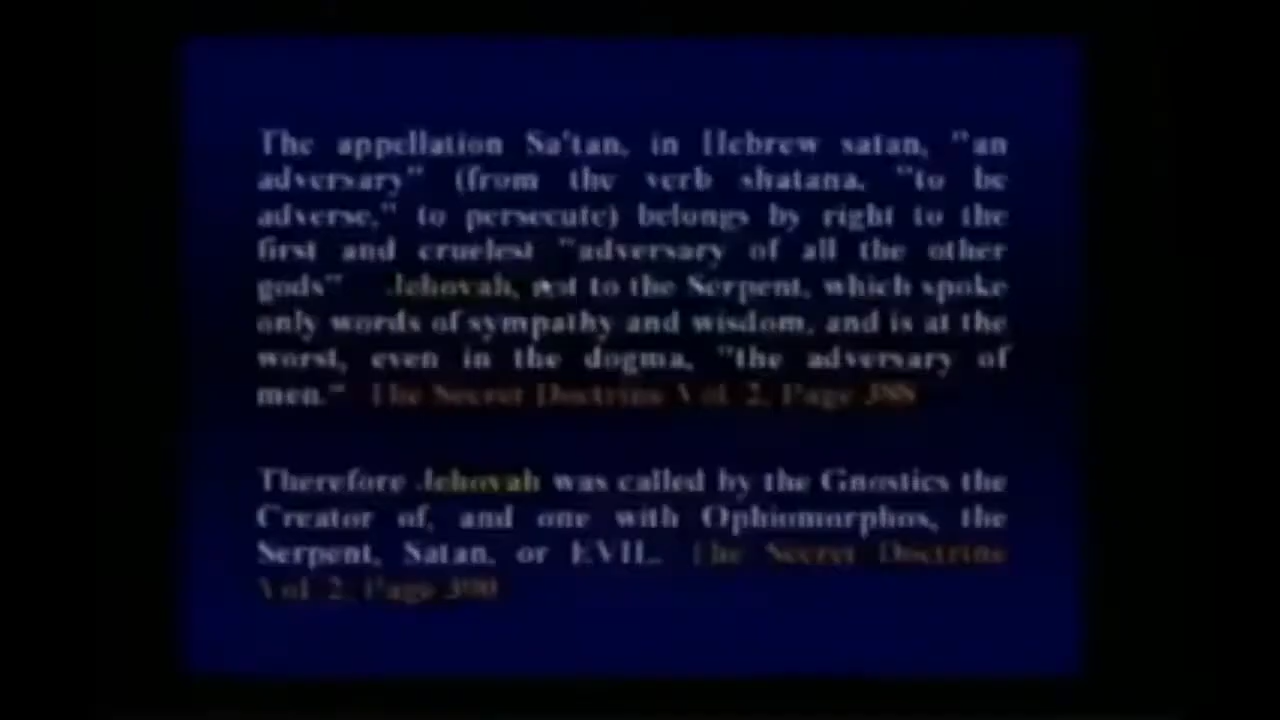 The appellation Sa'tan, in Hebrew satan, "an
adversary" (from the verb shatana, "to be
adverse," to persecute) belongs by right to the
first and cruelest "adversary of all the other
gods" Jehovah, not to the Serpent, which spoke
only words of sympathy and wisdom, and is at the
worst, even in the dogma, "the adversary of
men." The Secret Doctrine Vol. 2, Page 388
Therefore Jehovah was called by the Gnostics the
Creator of, and one with Ophiomorphos, the
Serpent, Satan, or EVIL. The Secret Doctrine
Vol. 2, Page